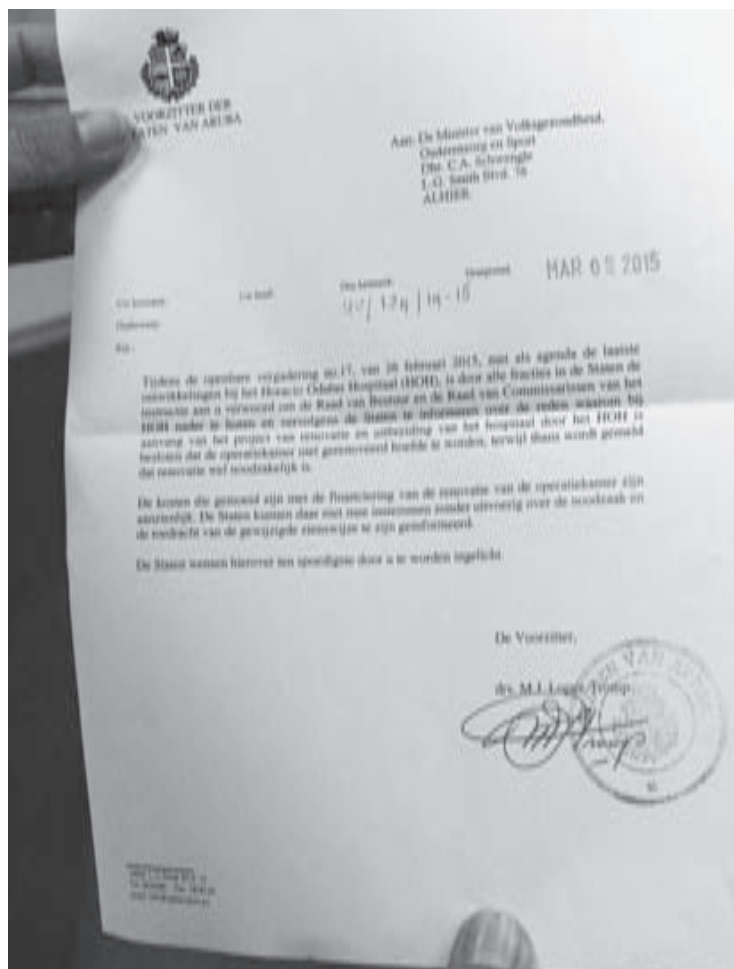 VOORZITTER DER
STATEN VAN ARUBA
Aan: De Minister van Volksgezondheid,
Ouderenzorg en Sport
Dhr. C.A. Schwengle
L.G. Smith Blvd. 76
ALHIER
Uw kenmerk: Uw brief: Ons kenmerk: Oranjestad, MAR 2015
Onderwerp:
Tijdens de openbare vergadering no.17, van 26 februari 2015, met als agenda de laatste
ontwikkelingen bij het Horacio Oduber Hospitaal (HOH), is door alle fracties in de Staten de
instructie aan u verwoord om de Raad van Bestuur en de Raad van Commissarissen van het
HOH nader te horen en vervolgens de Staten te informeren over de reden waarom bij
aanvang van het project van renovatie en uitbreiding van het hospitaal door het HOH is
besloten dat de operatiekamer niet gerenoveerd hoefde te worden, terwijl thans wordt gemeld
dat renovatie wel noodzakelijk is.
De kosten die gemoeid zijn met de financiering van de renovatie van de operatiekamer zijn
aanzienlijk. De Staten kunnen daar niet mee instemmen zonder uitvoerig over de noodzaak en
de toedracht van de gewijzigde zienswijze te zijn geïnformeerd.
De Staten wensen hierover ten spoedigste door u te worden ingelicht.
De Voorzitter,
drs. M.J. Lopez-Tromp